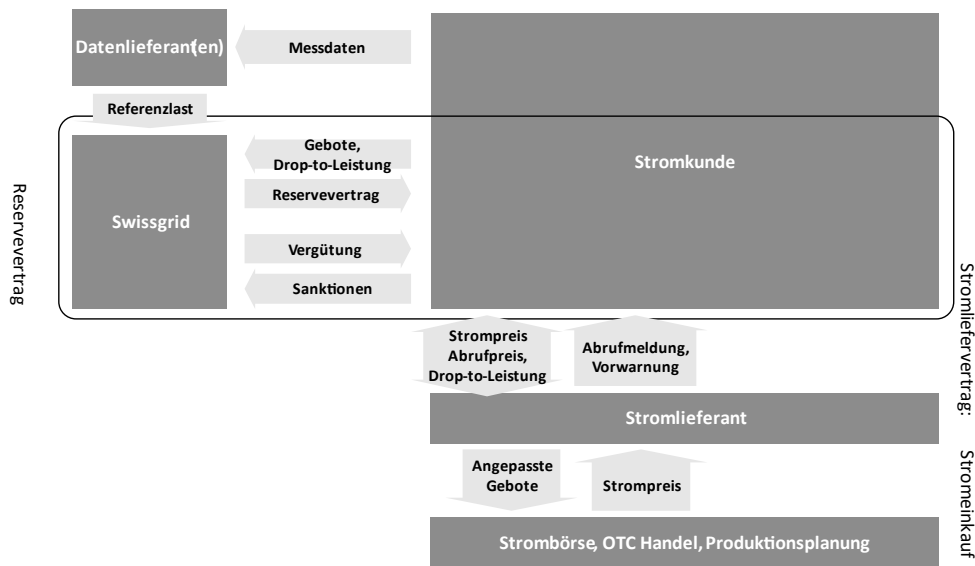 Datenlieferant(en)
Messdaten
Referenzlast
Gebote,
Drop-to-Leistung
Stromkunde
Reservevertrag
Reservevertrag
Swissgrid
Vergütung
Sanktionen
Stromliefervertrag:
Strompreis
Abrufpreis,
Drop-to-Leistung
Abrufmeldung,
Vorwarnung
Stromlieferant
Angepasste
Gebote
Strompreis
Stromeinkauf
Strombörse, OTC Handel, Produktionsplanung